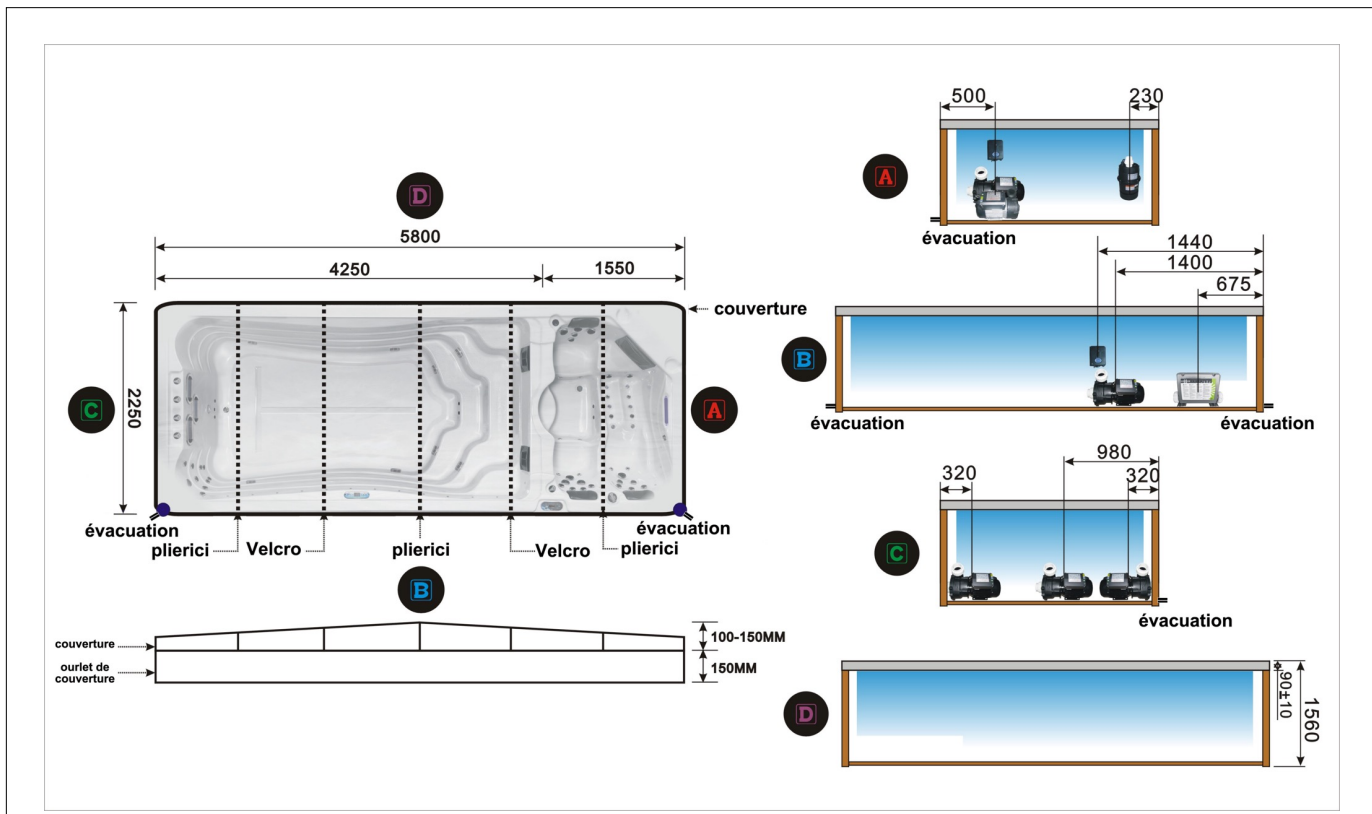 D
5800
4250
1550
couverture
C
2250
A
évacuation
évacuation
plierici
Velcro
plierici
Velcro
plierici
B
couverture
100-150MM
ourlet de
couverture
150MM
500
230
A
évacuation
1440
1400
675
B
évacuation
évacuation
980
320
320
C
évacuation
D
90±10
1560